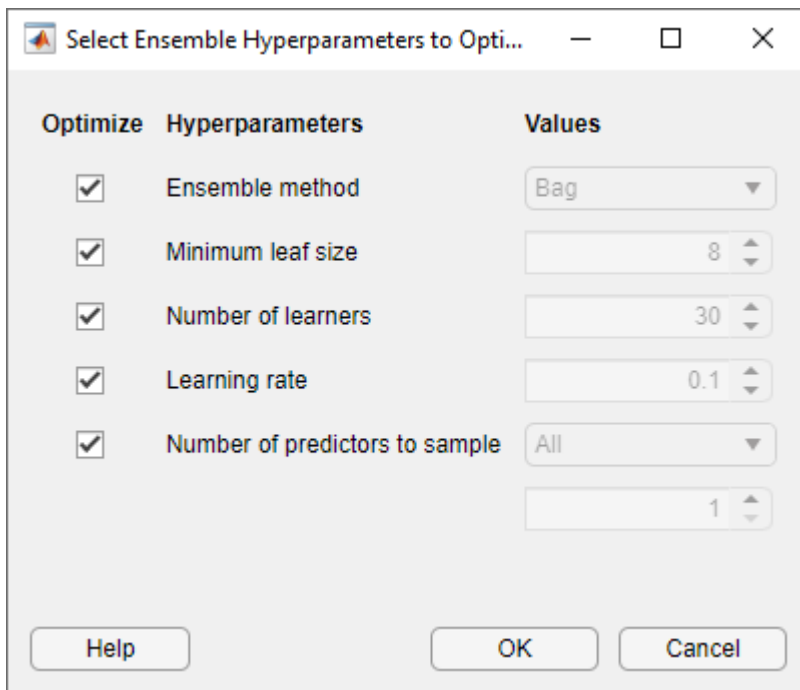 Select Ensemble Hyperparameters to Opti...
Optimize Hyperparameters Values
Ensemble method Bag
Minimum leaf size 8
Number of learners 30
Learning rate 0.1
Number of predictors to sample All
1
Help OK Cancel